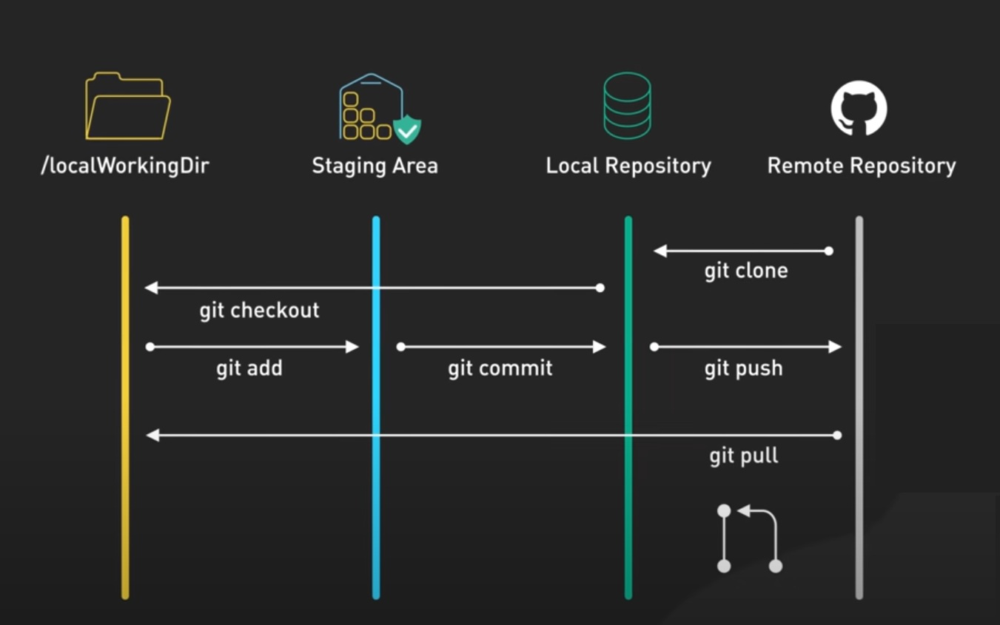 /localWorkingDir
Staging Area
Local Repository
Remote Repository
git clone
git checkout
git add
git commit
git push
git pull